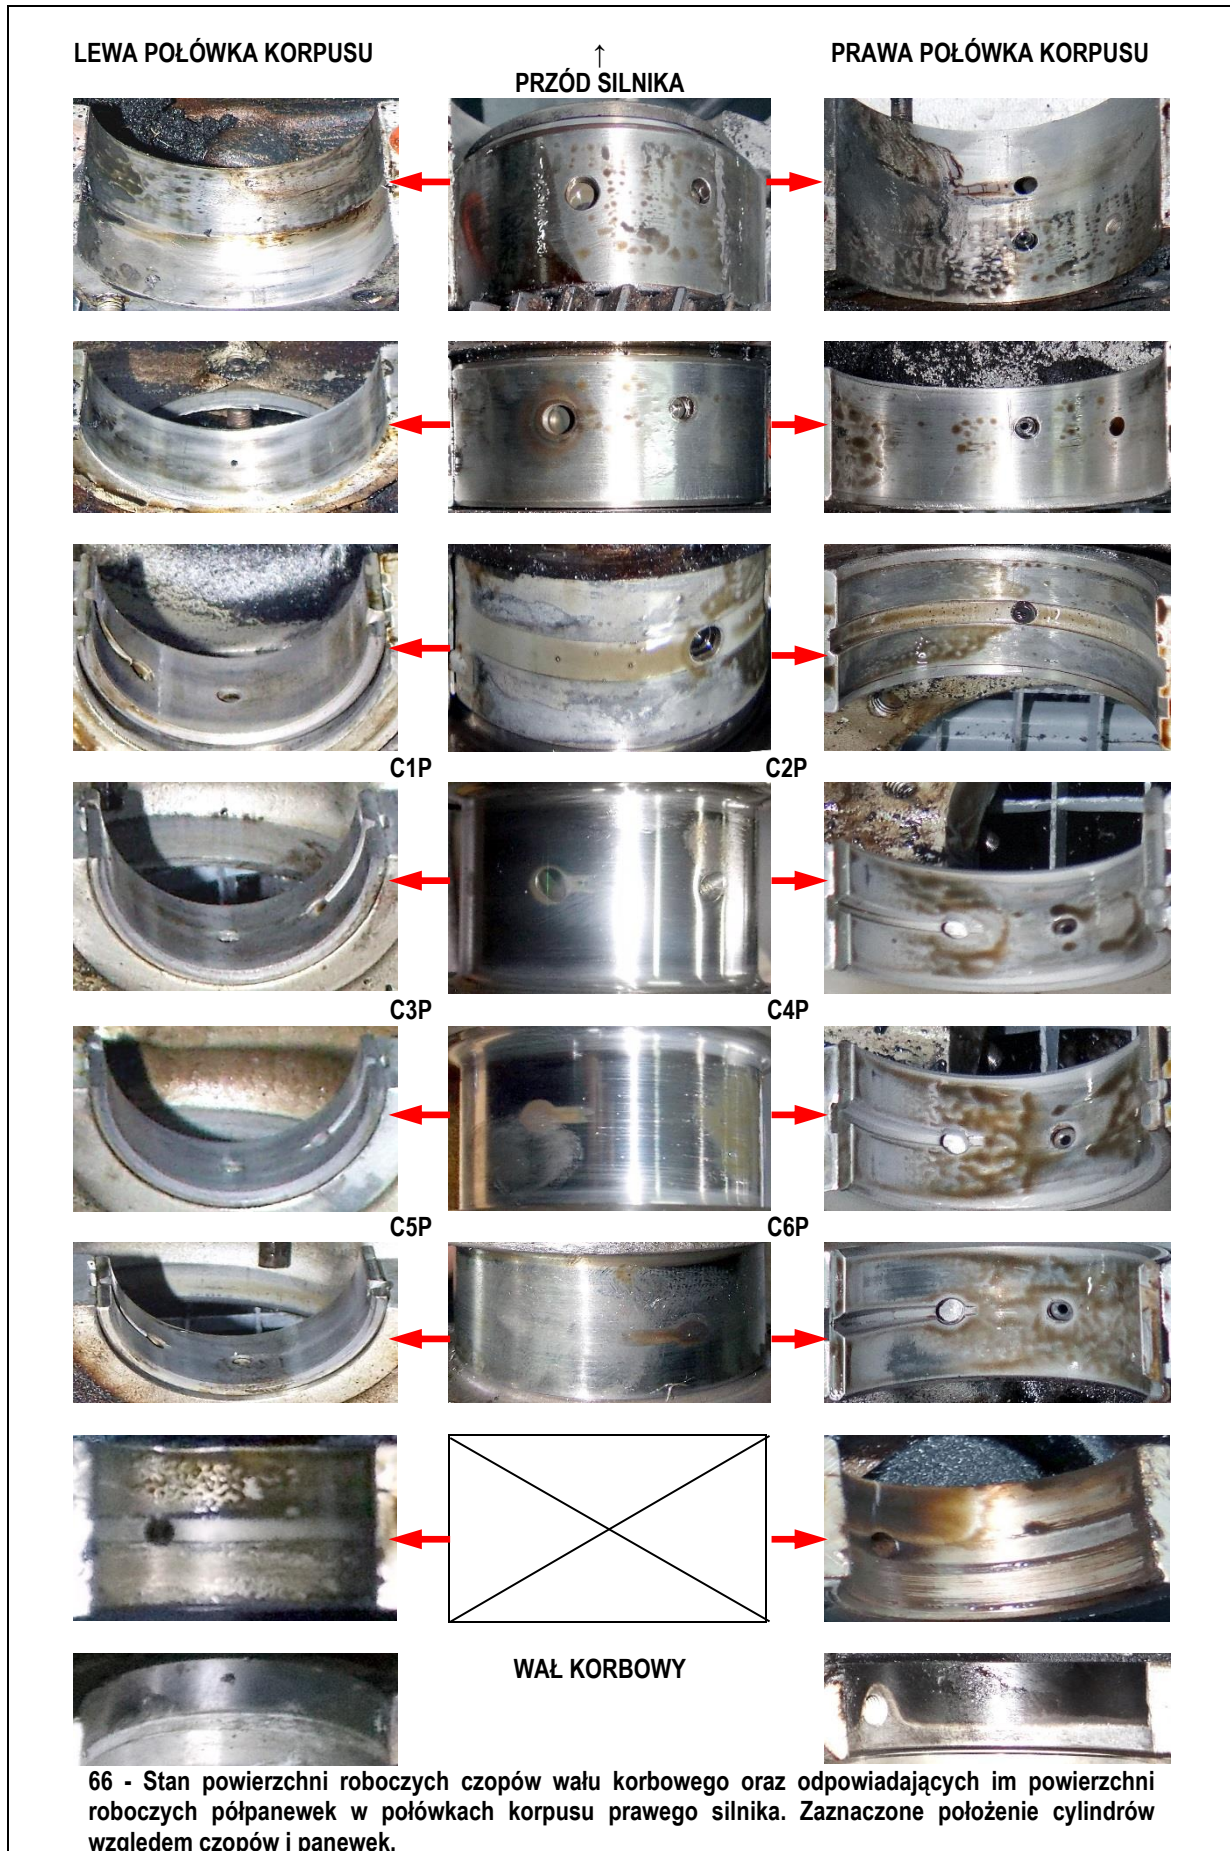 LEWA POŁÓWKA KORPUSU
↑
PRZÓD SILNIKA
PRAWA POŁÓWKA KORPUSU
C1P
C2P
C3P
C4P
C5P
C6P
WAŁ KORBOWY
66 - Stan powierzchni roboczych czopów wału korbowego oraz odpowiadających im powierzchni
roboczych półpanewek w połówkach korpusu prawego silnika. Zaznaczone położenie cylindrów
względem czopów i panewek.